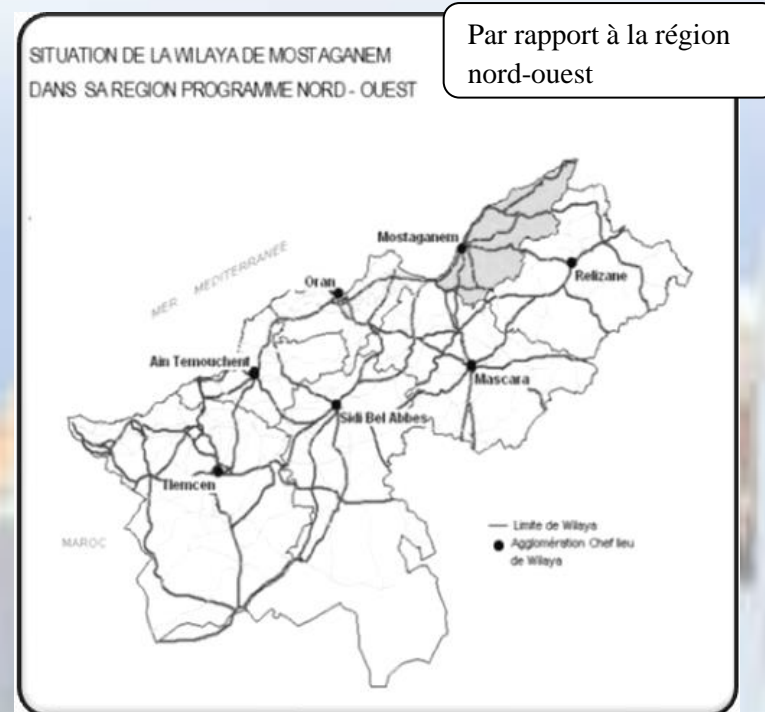 Par rapport à la région
nord-ouest
SITUATION DE LA WILAYA DE MOSTAGANEM
DANS SA REGION PROGRAMME NORD - OUEST
Mostaganem
Relizane
MER MEDITERRANÉE
Oran
Ain Temouchent
Mascara
Sidi Bel Abbes
Tlemcen
MAROC
Limite de Wilaya
Agglomération Chef lieu
de Wilaya